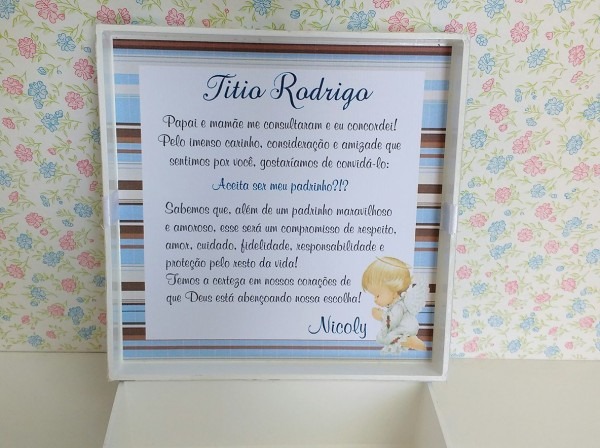 Titio Rodrigo
Papai e mamãe me consultaram e eu concordei!
Pelo imenso carinho, consideração e amizade que
sentimos por você, gostaríamos de convidá-lo:
Aceita ser meu padrinho?!?
Sabemos que, além de um padrinho maravilhoso
e amoroso, esse será um compromisso de respeito,
amor, cuidado, fidelidade, responsabilidade e
proteção pelo resto da vida!
Temos a certeza em nossos corações de
que Deus está abençoando nossa escolha!
Nicoly